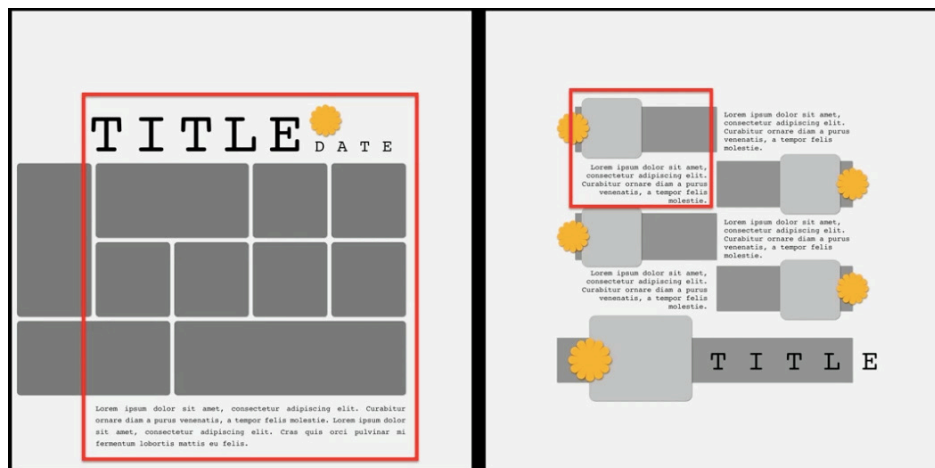 TITLE
DATE
Lorem ipsum dolor sit amet, consectetur adipiscing elit. Curabitur
ornare diam a purus venenatis, a tempor felis molestie. Lorem ipsum dolor
sit amet, consectetur adipiscing elit. Cras quis orci pulvinar mi
fermentum lobortis mattis eu felis.
Lorem ipsum dolor sit amet,
consectetur adipiscing elit.
Curabitur ornare diam a purus
venenatis, a tempor felis
molestie.
Lorem ipsum dolor sit amet,
consectetur adipiscing elit.
Curabitur ornare diam a purus
venenatis, a tempor felis
molestie.
Lorem ipsum dolor sit amet,
consectetur adipiscing elit.
Curabitur ornare diam a purus
venenatis, a tempor felis
molestie.
Lorem ipsum dolor sit amet,
consectetur adipiscing elit.
Curabitur ornare diam a purus
venenatis, a tempor felis
molestie.
TITLE